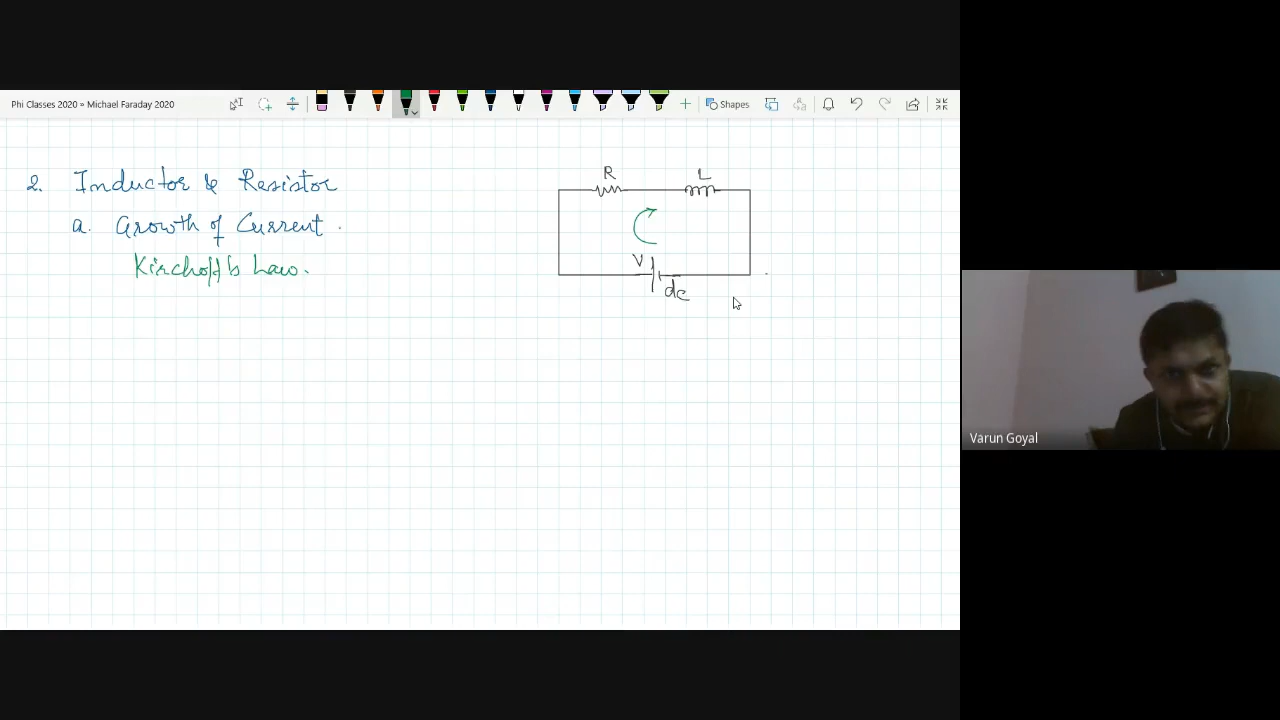 Phi Classes 2020 » Michael Faraday 2020
Shapes
2. Inductor & Resistor
a. Growth of Current.
Kirchoff's Law.
R
L
V
dc
Varun Goyal